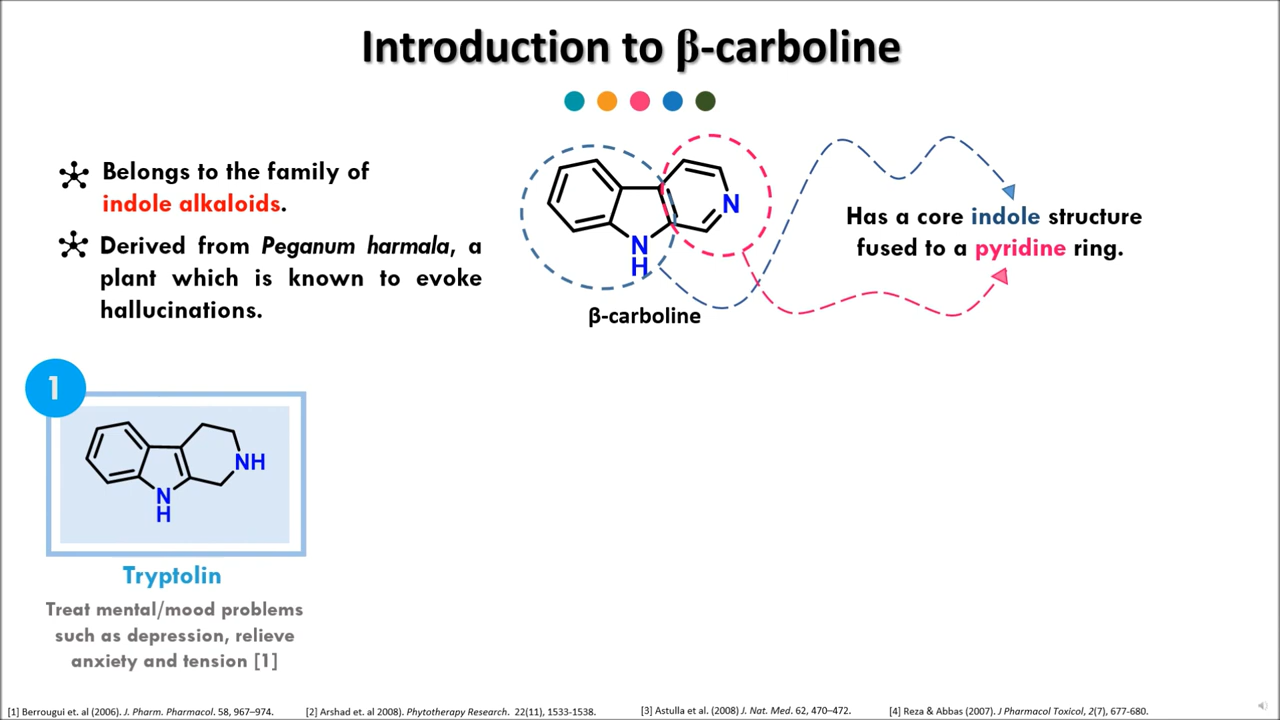 Introduction to β-carboline
Belongs to the family of
indole alkaloids.
Derived from Peganum harmala, a
plant which is known to evoke
hallucinations.
N
N
H
β-carboline
Has a core indole structure
fused to a pyridine ring.
1
NH
N
H
Tryptolin
Treat mental/mood problems
such as depression, relieve
anxiety and tension [1]
[1] Berrougui et. al (2006). J. Pharm. Pharmacol. 58, 967–974.
[2] Arshad et. al (2008). Phytotherapy Research. 22(11), 1533-1538.
[3] Astulla et. al. (2008) J. Nat. Med. 62, 470–472.
[4] Reza & Abbas (2007). J Pharmacol Toxicol, 2(7), 677-680.